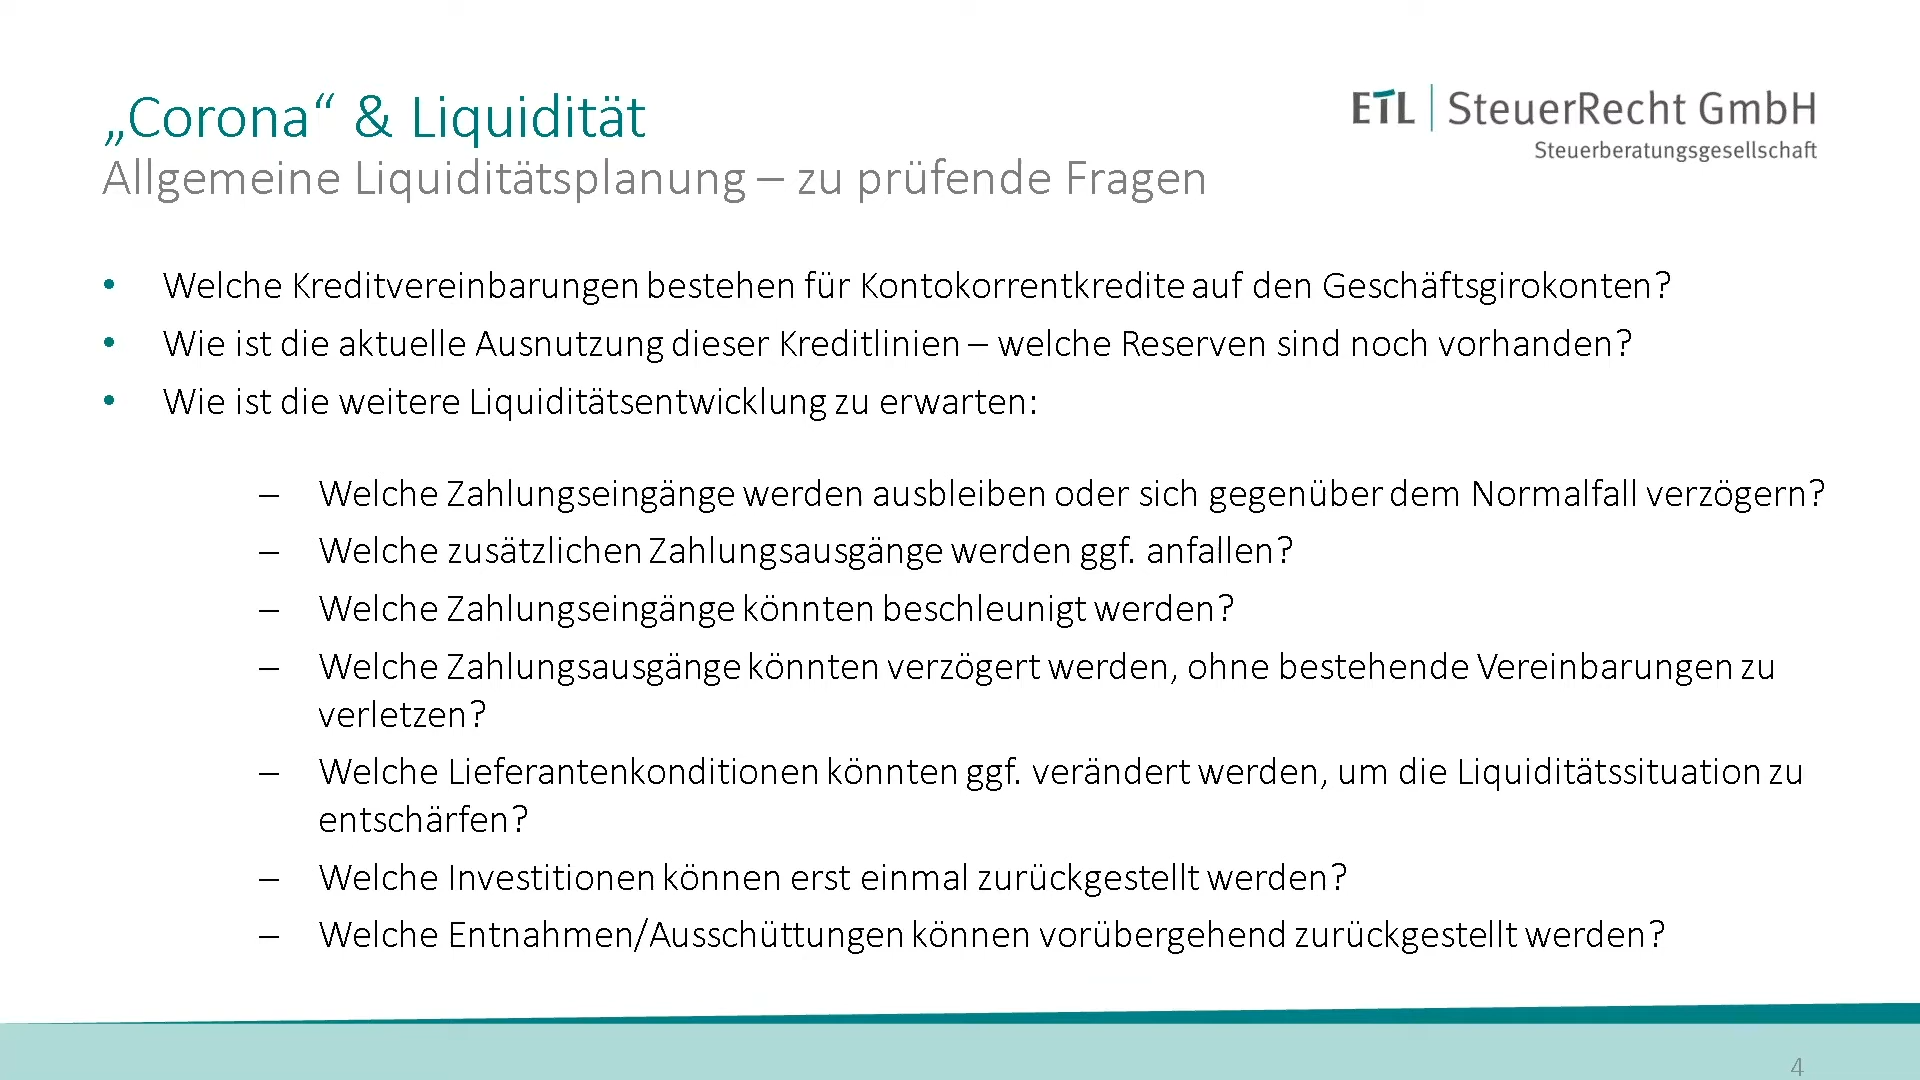 „Corona“ & Liquidität
Allgemeine Liquiditätsplanung – zu prüfende Fragen
ETL | SteuerRecht GmbH
Steuerberatungsgesellschaft
• Welche Kreditvereinbarungen bestehen für Kontokorrentkredite auf den Geschäftsgirokonten?
• Wie ist die aktuelle Ausnutzung dieser Kreditlinien – welche Reserven sind noch vorhanden?
• Wie ist die weitere Liquiditätsentwicklung zu erwarten:
– Welche Zahlungseingänge werden ausbleiben oder sich gegenüber dem Normalfall verzögern?
– Welche zusätzlichen Zahlungsausgänge werden ggf. anfallen?
– Welche Zahlungseingänge könnten beschleunigt werden?
– Welche Zahlungsausgänge könnten verzögert werden, ohne bestehende Vereinbarungen zu
verletzen?
– Welche Lieferantenkonditionen könnten ggf. verändert werden, um die Liquiditätssituation zu
entschärfen?
– Welche Investitionen können erst einmal zurückgestellt werden?
– Welche Entnahmen/Ausschüttungen können vorübergehend zurückgestellt werden?
4